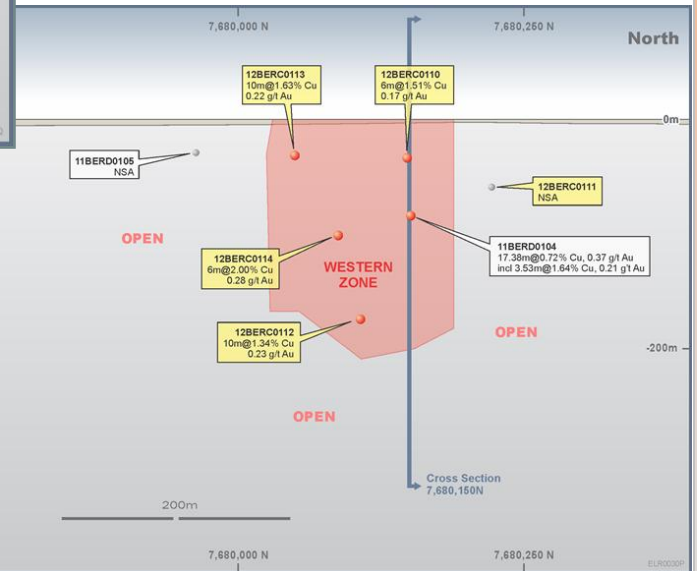 7,680,000 N
7,680,250 N
North
12BERC0113
10m@1.63% Cu
0.22 g/t Au
12BERC0110
6m@1.51% Cu
0.17 g/t Au
0m
11BERD0105
NSA
12BERC0111
NSA
OPEN
12BERC0114
6m@2.00% Cu
0.28 g/t Au
WESTERN
ZONE
11BERD0104
17.38m@0.72% Cu, 0.37 g/t Au
incl 3.53m@1.64% Cu, 0.21 g't Au
12BERC0112
10m@1.34% Cu
0.23 g/t Au
OPEN
-200m
OPEN
Cross Section
7,680,150N
200m
7,680,000 N
7,680,250 N
ELR0030P